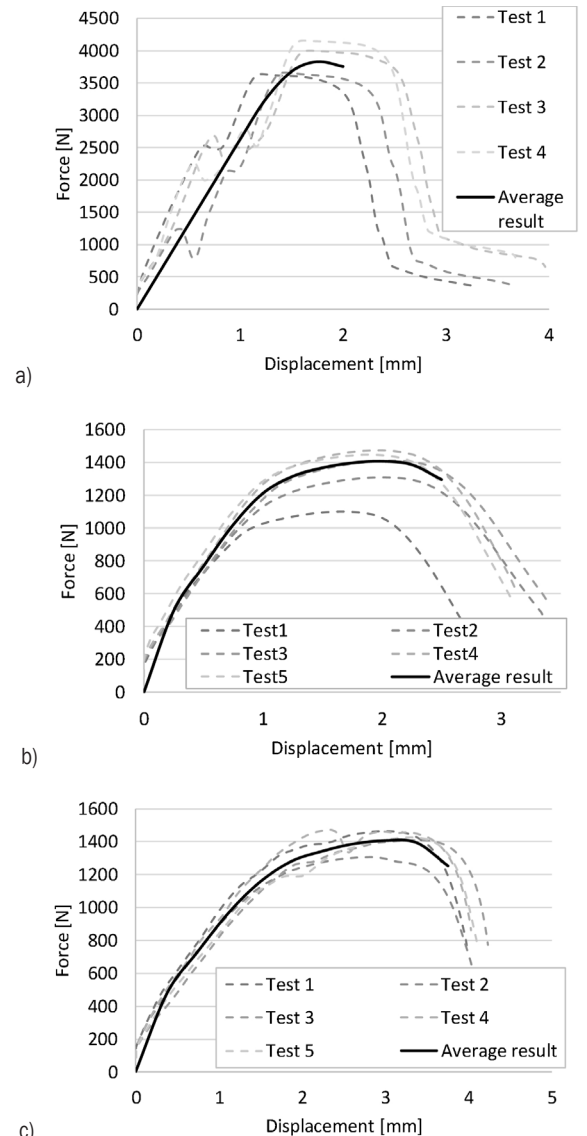 4500
4000
3500
3000
2500
2000
1500
1000
500
0
Force [N]
Test 1
Test 2
Test 3
Test 4
Average
result
0 1 2 3 4
Displacement [mm]
a)
1600
1400
1200
1000
800
600
400
200
0
Force [N]
Test1 Test2
Test3 Test4
Test5 Average result
0 1 2 3
Displacement [mm]
b)
1600
1400
1200
1000
800
600
400
200
0
Force [N]
Test 1 Test 2
Test 3 Test 4
Test 5 Average result
0 1 2 3 4 5
Displacement [mm]
c)